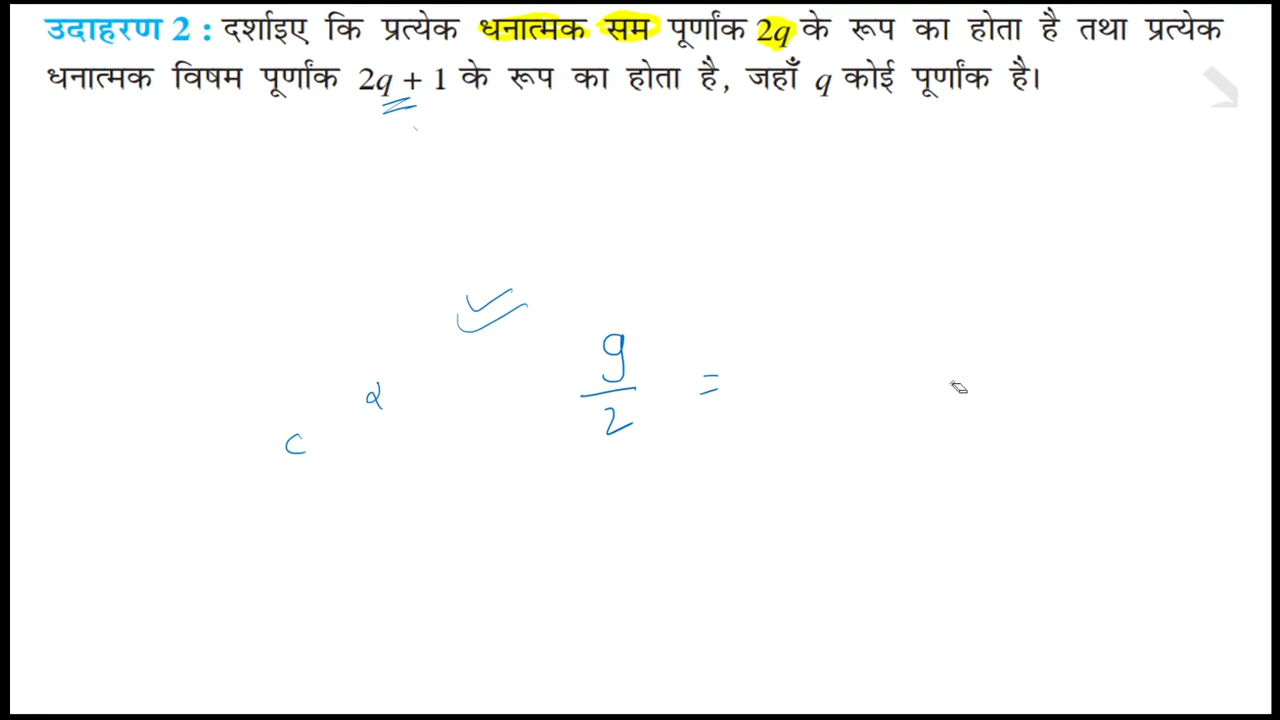 उदाहरण 2 : दर्शाइए कि प्रत्येक धनात्मक सम पूर्णांक 2q के रूप का होता है तथा प्रत्येक
धनात्मक विषम पूर्णांक 2q + 1 के रूप का होता है, जहाँ q कोई पूर्णांक है।
9
2
=